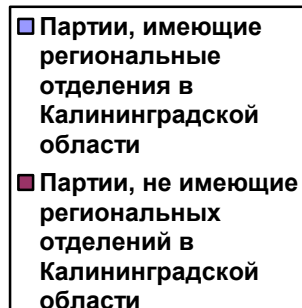 Партии, имеющие
региональные
отделения в
Калининградской
области
Партии, не имеющие
региональных
отделений в
Калининградской
области